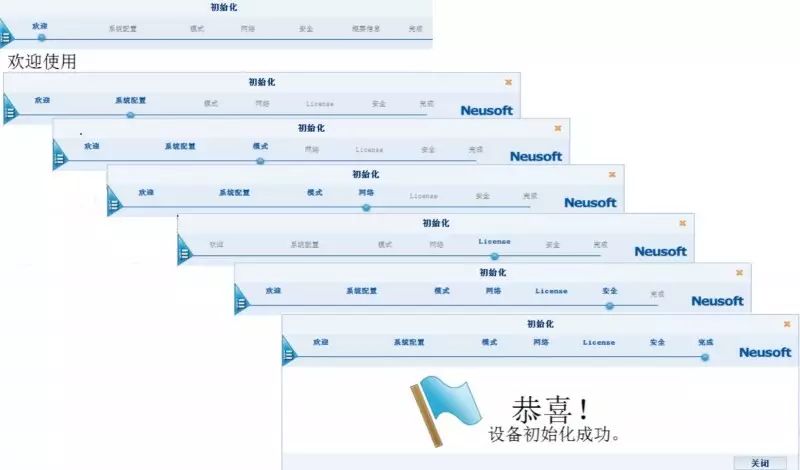 初始化
欢迎 系统配置 模式 网络 安全 概要信息 完成
欢迎使用
初始化
欢迎 系统配置 模式 网络 License 安全 完成
Neusoft
初始化
欢迎 系统配置 模式 网络 License 安全 完成
Neusoft
初始化
欢迎 系统配置 模式 网络 License 安全 完成
Neusoft
初始化
欢迎 系统配置 模式 网络 License 安全 完成
Neusoft
初始化
欢迎 系统配置 模式 网络 License 安全 完成
Neusoft
初始化
欢迎 系统配置 模式 网络 License 安全 完成
Neusoft
恭喜！
设备初始化成功。
关闭